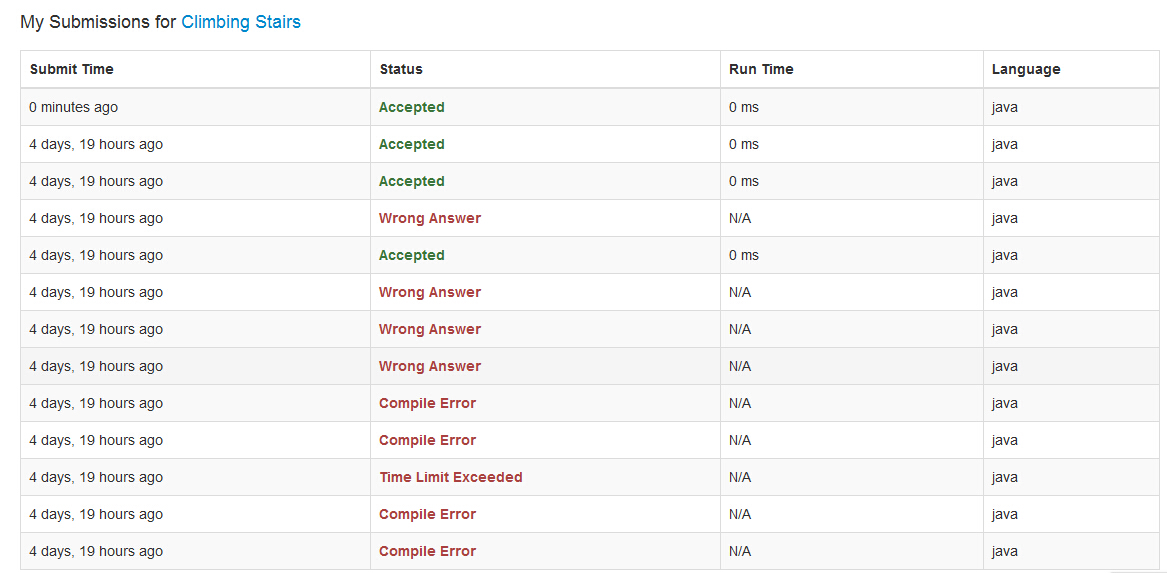 My Submissions for Climbing Stairs
Submit Time Status Run Time Language
0 minutes ago Accepted 0 ms java
4 days, 19 hours ago Accepted 0 ms java
4 days, 19 hours ago Accepted 0 ms java
4 days, 19 hours ago Wrong Answer N/A java
4 days, 19 hours ago Accepted 0 ms java
4 days, 19 hours ago Wrong Answer N/A java
4 days, 19 hours ago Wrong Answer N/A java
4 days, 19 hours ago Wrong Answer N/A java
4 days, 19 hours ago Compile Error N/A java
4 days, 19 hours ago Compile Error N/A java
4 days, 19 hours ago Time Limit Exceeded N/A java
4 days, 19 hours ago Compile Error N/A java
4 days, 19 hours ago Compile Error N/A java